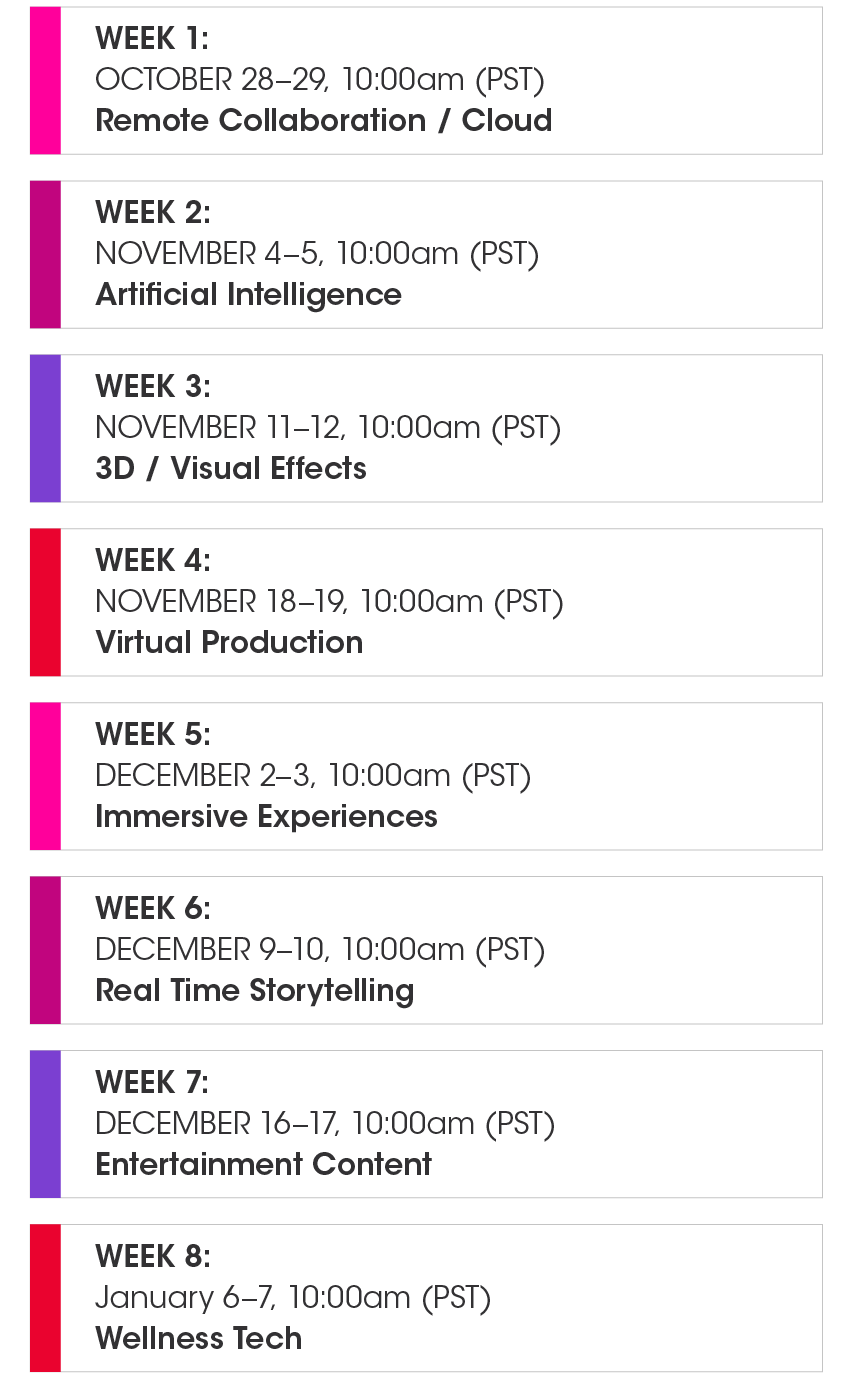 WEEK 1:
OCTOBER 28–29, 10:00am (PST)
Remote Collaboration / Cloud
WEEK 2:
NOVEMBER 4–5, 10:00am (PST)
Artificial Intelligence
WEEK 3:
NOVEMBER 11–12, 10:00am (PST)
3D / Visual Effects
WEEK 4:
NOVEMBER 18–19, 10:00am (PST)
Virtual Production
WEEK 5:
DECEMBER 2–3, 10:00am (PST)
Immersive Experiences
WEEK 6:
DECEMBER 9–10, 10:00am (PST)
Real Time Storytelling
WEEK 7:
DECEMBER 16–17, 10:00am (PST)
Entertainment Content
WEEK 8:
January 6–7, 10:00am (PST)
Wellness Tech